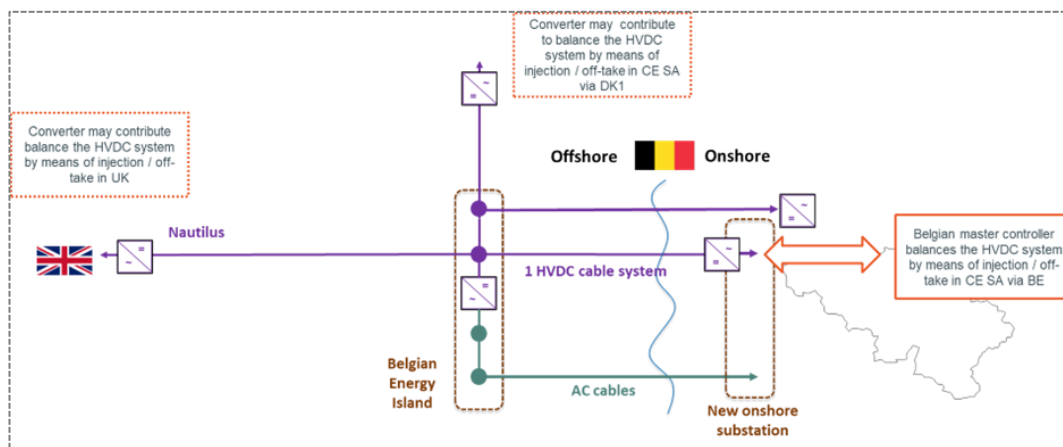 Converter may contribute
to balance the HVDC
system by means of
injection / off-take in CE SA
via DK1
Converter may contribute
balance the HVDC system
by means of injection / off-
take in UK
Offshore
Onshore
~
=
=
~
~
=
Nautilus
=
~
1 HVDC cable system
~
=
=
~
Belgian master controller
balances the HVDC system
by means of injection / off-
take in CE SA via BE
Belgian
Energy
Island
AC cables
New onshore
substation